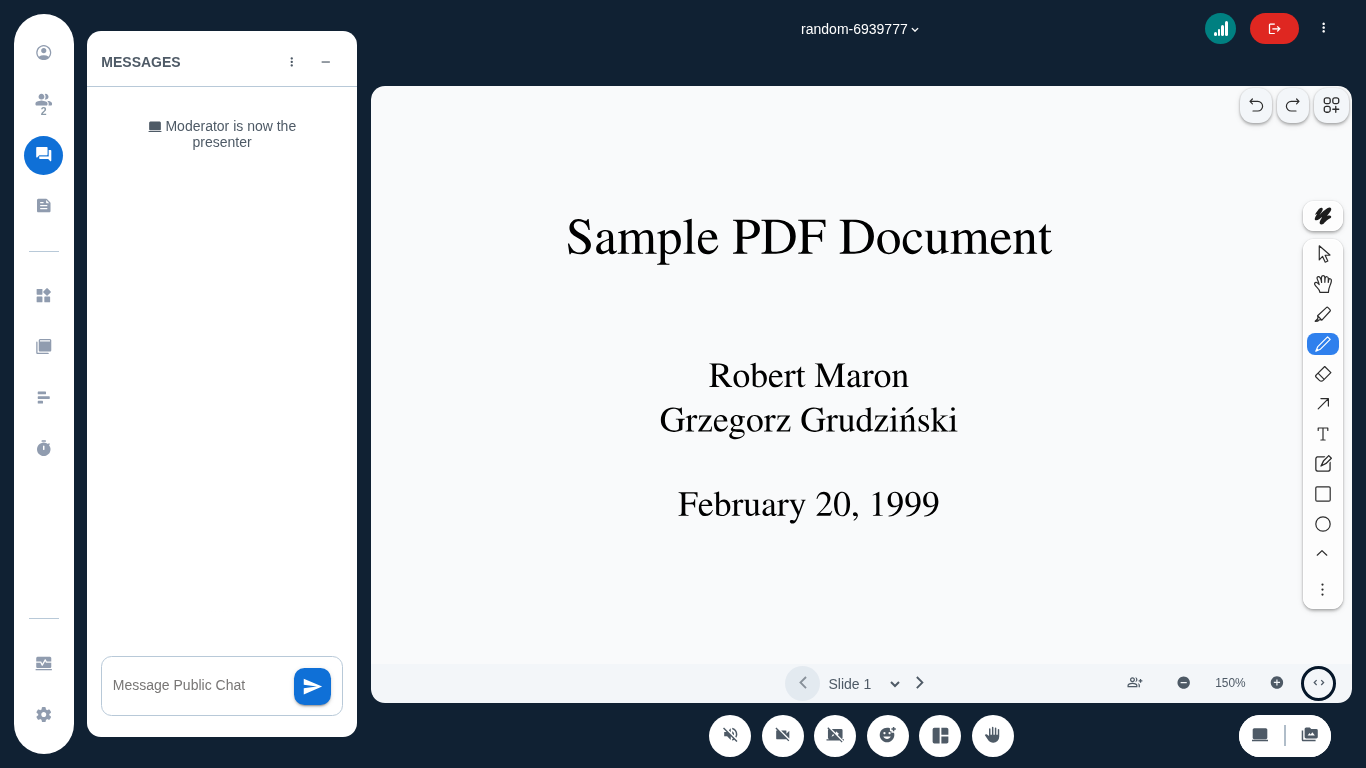 random-6939777
2
MESSAGES
Moderator is now the
presenter
Sample PDF Document
Robert Maron
Grzegorz Grudziński
February 20, 1999
Message Public Chat
Slide 1
150%